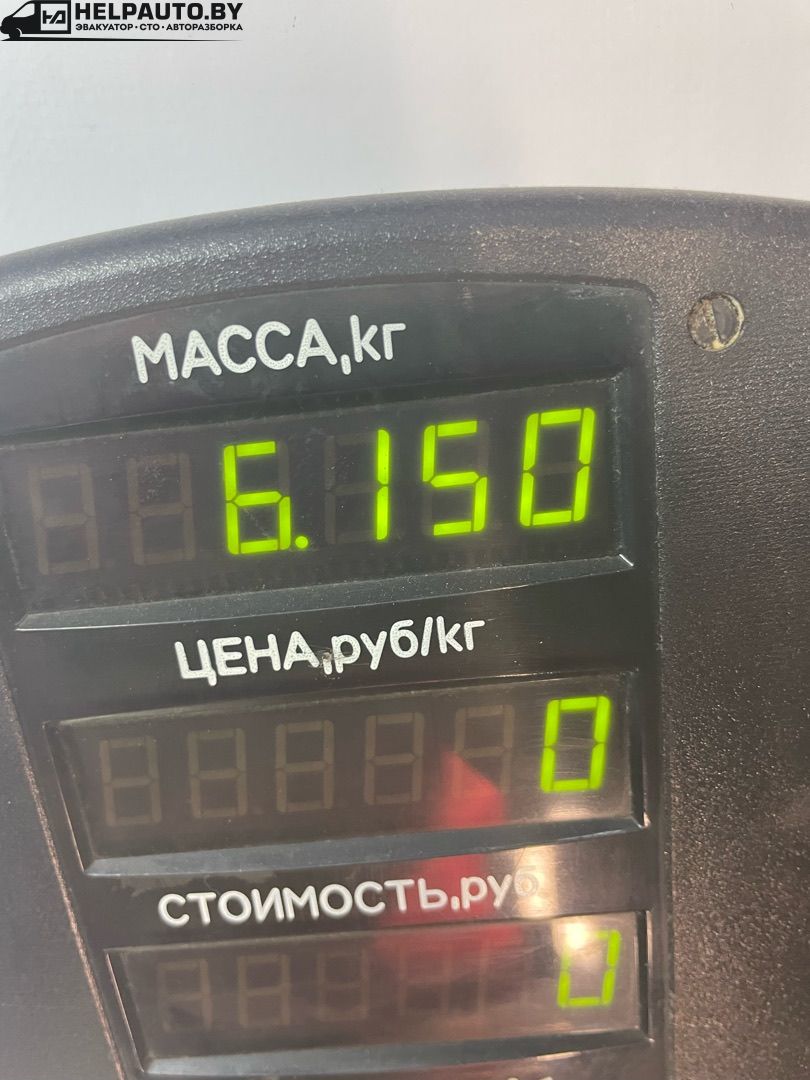 HELPAUTO.BY
ЭВАКУАТОР • СТО • АВТОРАЗБОРКА
МАССА,кг
6.150
ЦЕНА,руб/кг
0
СТОИМОСТЬ,руб
0